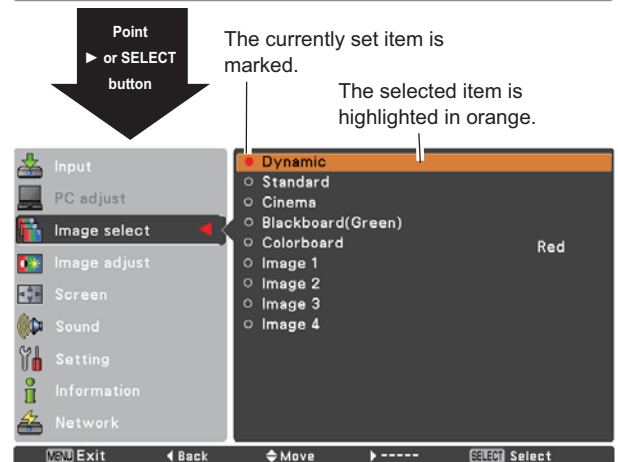 Point
► or SELECT
button
The currently set item is
marked.
The selected item is
highlighted in orange.
Input
PC adjust
Image select
Image adjust
Screen
Sound
Setting
Information
Network
Dynamic
Standard
Cinema
Blackboard(Green)
Colorboard Red
Image 1
Image 2
Image 3
Image 4
MENU Exit ◄ Back Move ► ----- SELECT Select